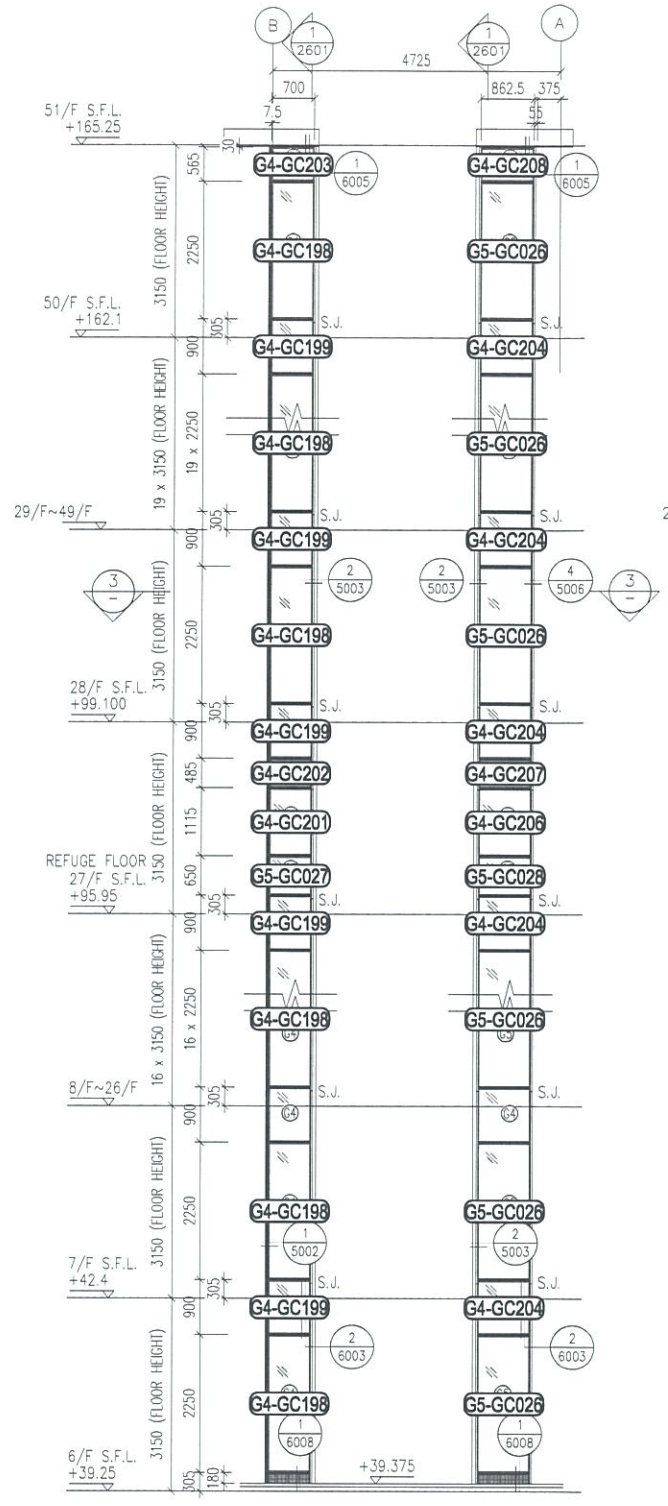 B
1
2601
1
2601
A
4725
700
862.5
375
7.5
55
51/F S.F.L.
+165.25
30
565
G4-GC203
1
6005
G4-GC208
1
6005
3150 (FLOOR HEIGHT)
2250
G4-GC198
G5-GC026
50/F S.F.L.
+162.1
305
S.J.
S.J.
900
G4-GC199
G4-GC204
19 x 3150 (FLOOR HEIGHT)
19 x 2250
G4-GC198
G5-GC026
29/F~49/F
305
S.J.
S.J.
2
900
G4-GC199
G4-GC204
3
-
2
5003
2
5003
4
5006
3
-
3150 (FLOOR HEIGHT)
2250
G4-GC198
G5-GC026
28/F S.F.L.
+99.100
305
S.J.
S.J.
900
G4-GC199
G4-GC204
485
G4-GC202
G4-GC207
3150 (FLOOR HEIGHT)
1115
G4-GC201
G4-GC206
REFUGE FLOOR
27/F S.F.L.
+95.95
650
G5-GC027
G5-GC028
305
S.J.
S.J.
900
G4-GC199
G4-GC204
16 x 3150 (FLOOR HEIGHT)
16 x 2250
G4-GC198
G5-GC026
G4
G5
8/F~26/F
305
S.J.
S.J.
900
G4
G4
3150 (FLOOR HEIGHT)
2250
G4-GC198
G5-GC026
1
5002
2
5003
7/F S.F.L.
+42.4
305
S.J.
S.J.
900
G4-GC199
G4-GC204
2
6003
2
6003
3150 (FLOOR HEIGHT)
2250
G4-GC198
G5-GC026
1
6008
1
6008
6/F S.F.L.
+39.25
305
180
+39.375